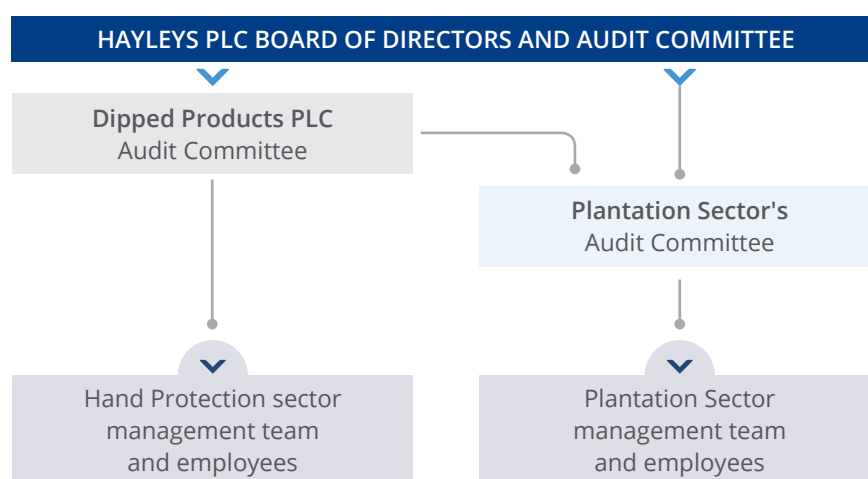 HAYLEYS PLC BOARD OF DIRECTORS AND AUDIT COMMITTEE
Dipped Products PLC
Audit Committee
Plantation Sector's
Audit Committee
Hand Protection sector
management team
and employees
Plantation Sector
management team
and employees